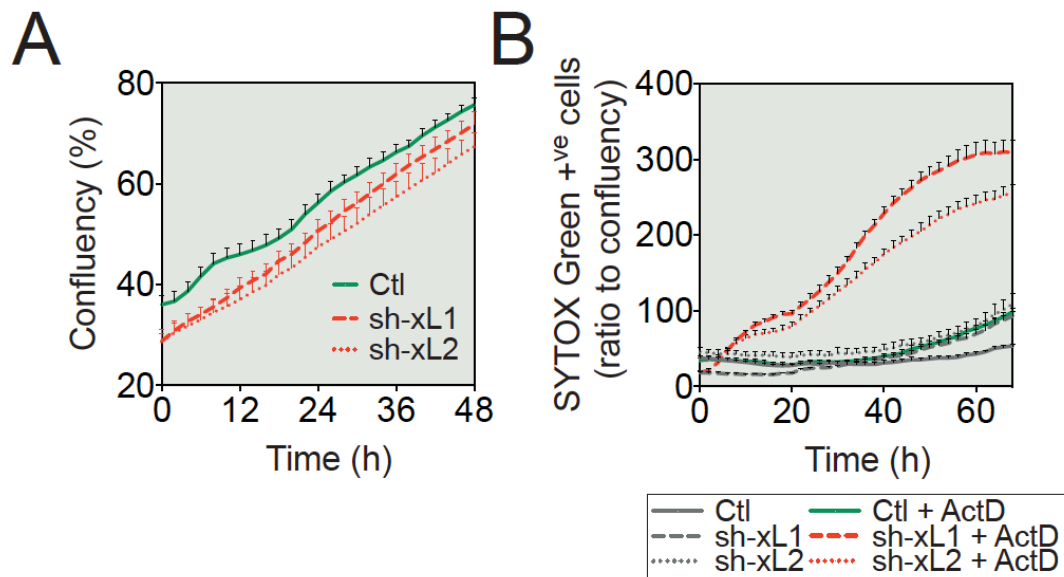 A
Confluency (%)
80
60
40
20
0
12
24
36
48
Time (h)
Ctl
sh-xL1
sh-xL2
B
SYTOX Green +ve cells
(ratio to confluency)
400
300
200
100
0
0
20
40
60
Time (h)
Ctl
sh-xL1
sh-xL2
Ctl + ActD
sh-xL1 + ActD
sh-xL2 + ActD